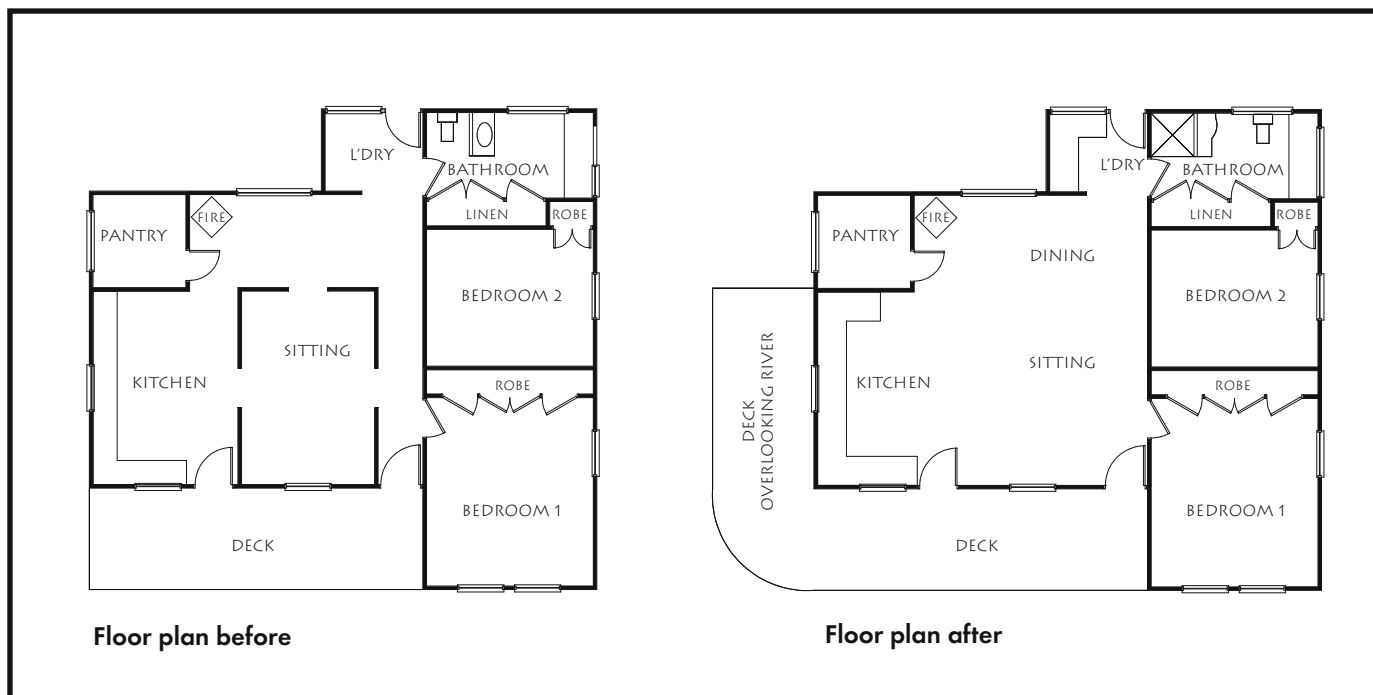 L'DRY
BATHROOM
LINEN
ROBE
PANTRY
FIRE
BEDROOM 2
SITTING
KITCHEN
ROBE
BEDROOM 1
DECK
Floor plan before
L'DRY
BATHROOM
LINEN
ROBE
PANTRY
FIRE
DINING
BEDROOM 2
SITTING
KITCHEN
ROBE
DECK
OVERLOOKING RIVER
BEDROOM 1
DECK
Floor plan after